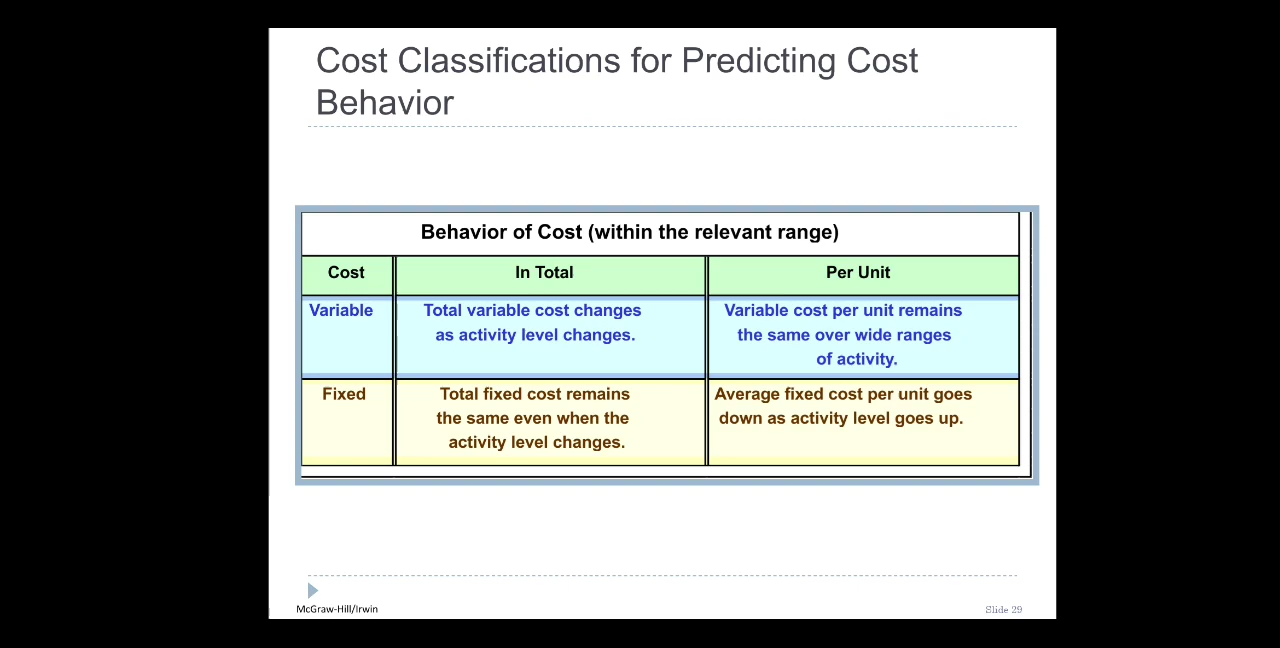 Cost Classifications for Predicting Cost
Behavior
Behavior of Cost (within the relevant range)
Cost In Total Per Unit
Variable Total variable cost changes Variable cost per unit remains
as activity level changes. the same over wide ranges
of activity.
Fixed Total fixed cost remains Average fixed cost per unit goes
the same even when the down as activity level goes up.
activity level changes.
McGraw-Hill/Irwin Slide 29